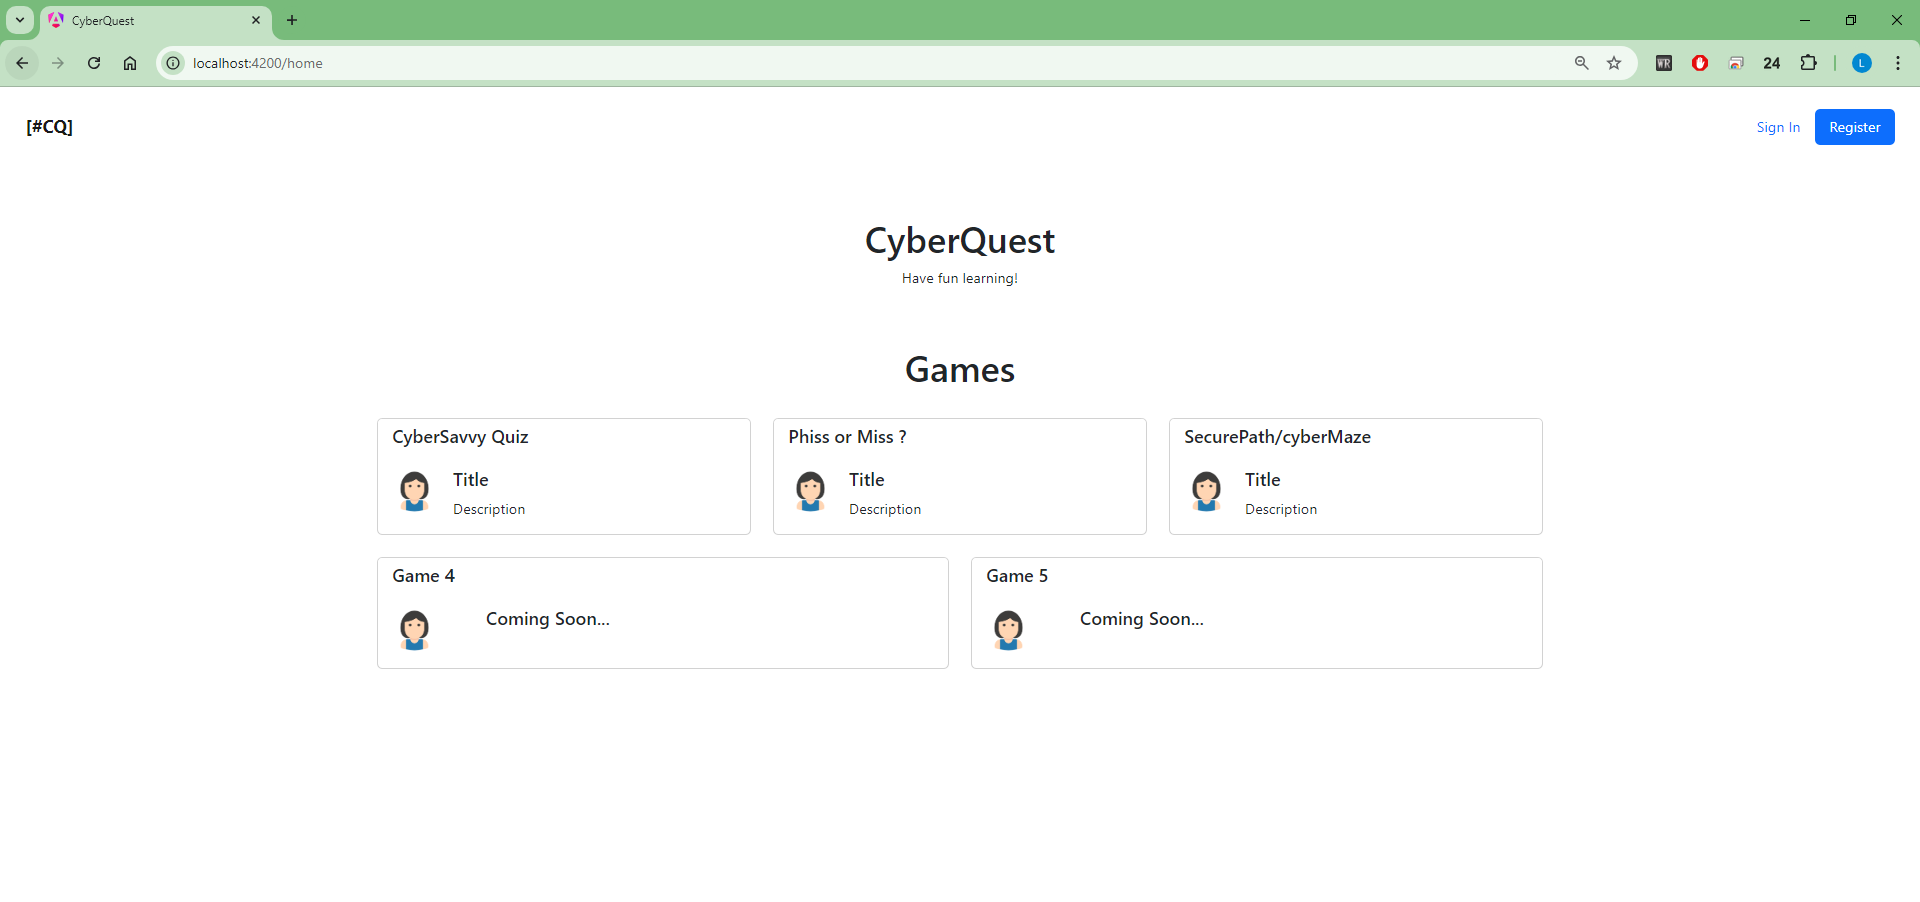 CyberQuest
localhost:4200/home
WR
24
L
[#CQ]
Sign In
Register
CyberQuest
Have fun learning!
Games
CyberSavvy Quiz
Title
Description
Phiss or Miss ?
Title
Description
SecurePath/cyberMaze
Title
Description
Game 4
Coming Soon...
Game 5
Coming Soon...